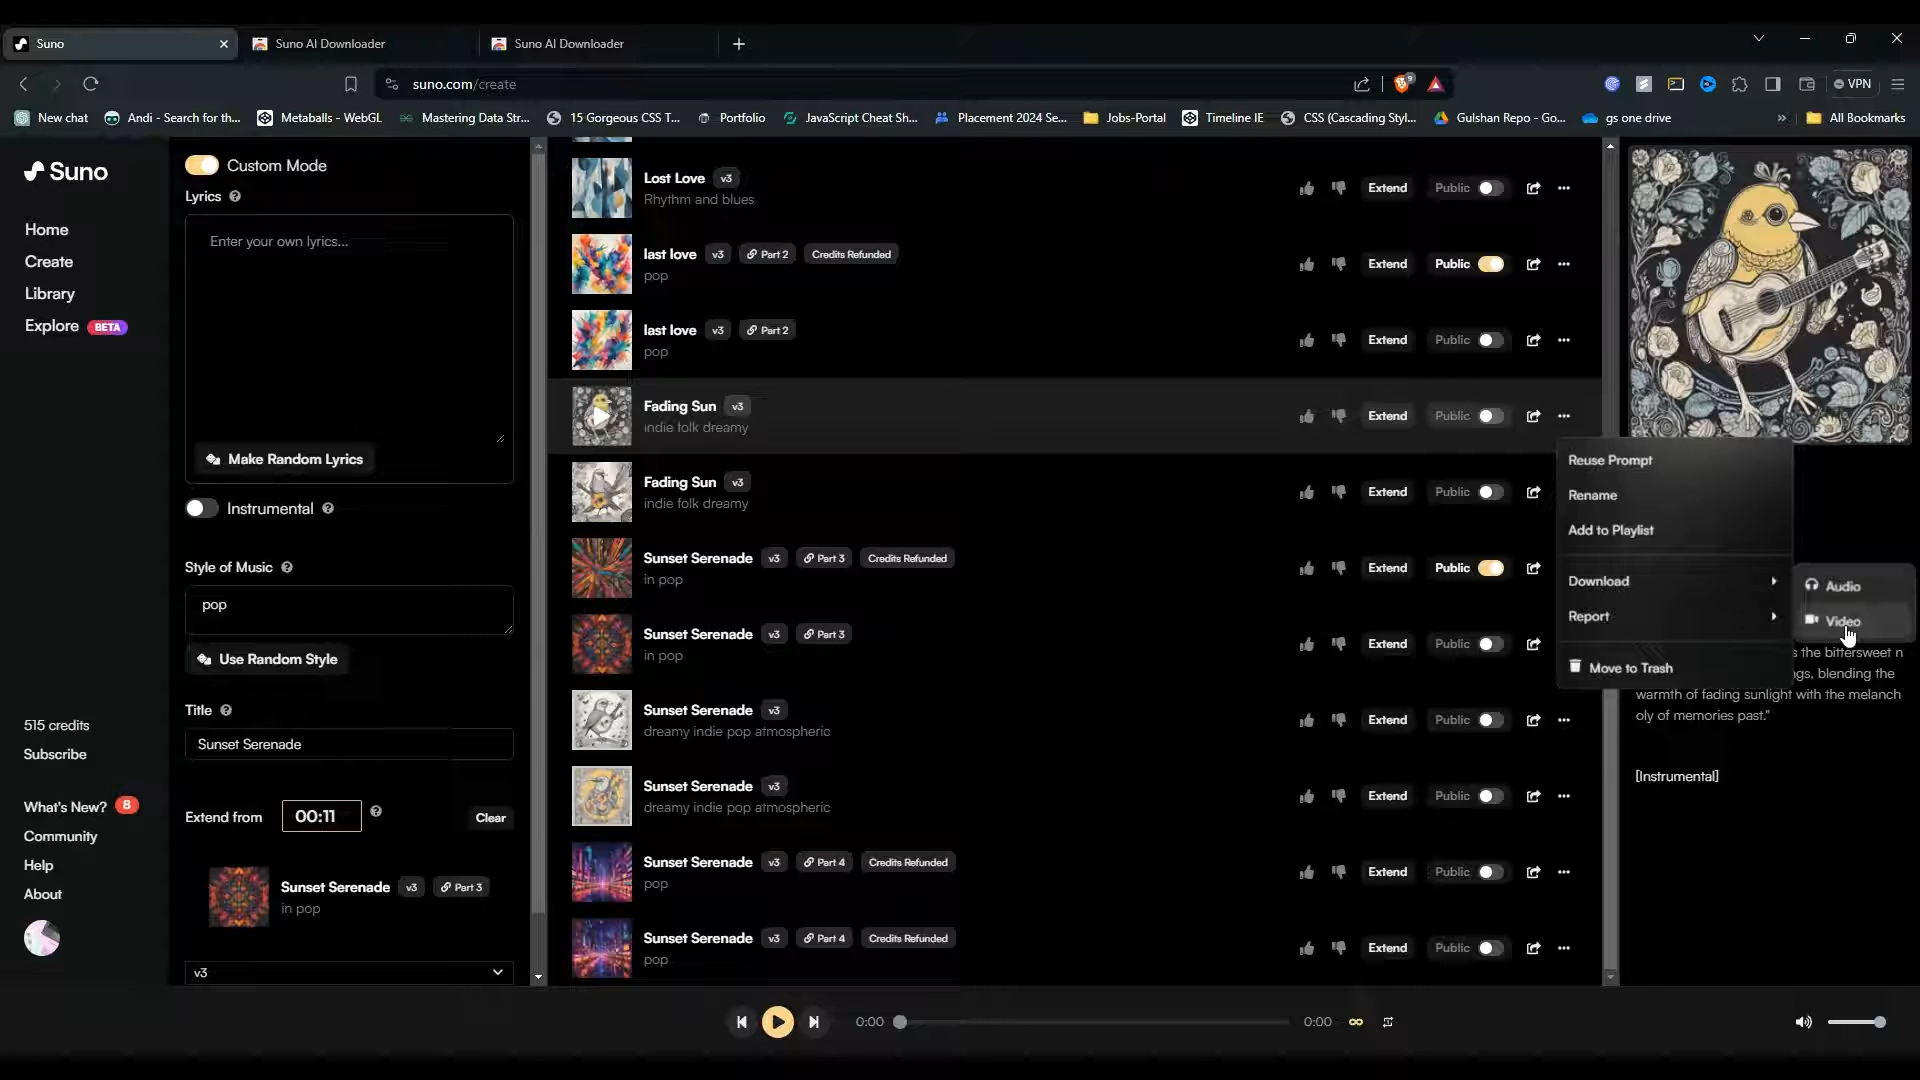 Suno
Suno AI Downloader
Suno AI Downloader
suno.com/create
9
VPN
New chat
Andi - Search for th...
Metaballs - WebGL
Mastering Data Str...
15 Gorgeous CSS T...
Portfolio
JavaScript Cheat Sh...
Placement 2024 Se...
Jobs-Portal
Timeline IE
CSS (Cascading Styl...
Gulshan Repo - Go...
gs one drive
All Bookmarks
Suno
Home
Create
Library
Explore BETA
515 credits
Subscribe
What's New? 8
Community
Help
About
Custom Mode
Lyrics
Enter your own lyrics...
Make Random Lyrics
Instrumental
Style of Music
pop
Use Random Style
Title
Sunset Serenade
Extend from 00:11 Clear
Sunset Serenade v3 Part 3
in pop
v3
Lost Love v3
Rhythm and blues
Extend Public
last love v3 Part 2 Credits Refunded
pop
Extend Public
last love v3 Part 2
pop
Extend Public
Fading Sun v3
indie folk dreamy
Extend Public
Fading Sun v3
indie folk dreamy
Extend Public
Sunset Serenade v3 Part 3 Credits Refunded
in pop
Extend Public
Sunset Serenade v3 Part 3
in pop
Extend Public
Sunset Serenade v3
dreamy indie pop atmospheric
Extend Public
Sunset Serenade v3
dreamy indie pop atmospheric
Extend Public
Sunset Serenade v3 Part 4 Credits Refunded
pop
Extend Public
Sunset Serenade v3 Part 4 Credits Refunded
pop
Extend Public
Reuse Prompt
Rename
Add to Playlist
Download
Report
Move to Trash
Audio
Video
s the bittersweet n
ngs, blending the
warmth of fading sunlight with the melanch
oly of memories past."
[Instrumental]
0:00
0:00